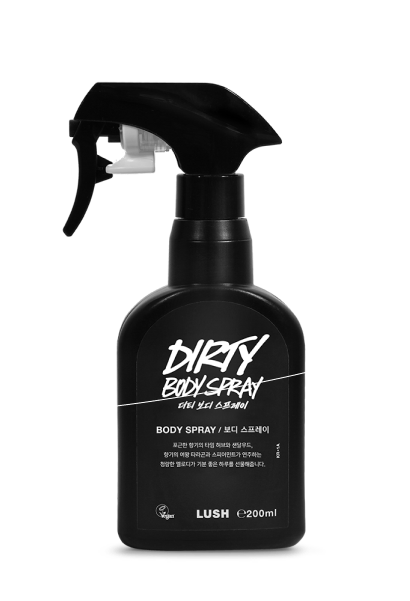 DIRTY
BODY SPRAY
더티 보디 스프레이
BODY SPRAY / 보디 스프레이
포근한 향기의 타임 허브와 샌달우드,
향기의 여왕 타라곤과 스피아민트가 연주하는
청량한 멜로디가 기분 좋은 하루를 선물해줍니다.
Vegan
LUSH ℮200ml